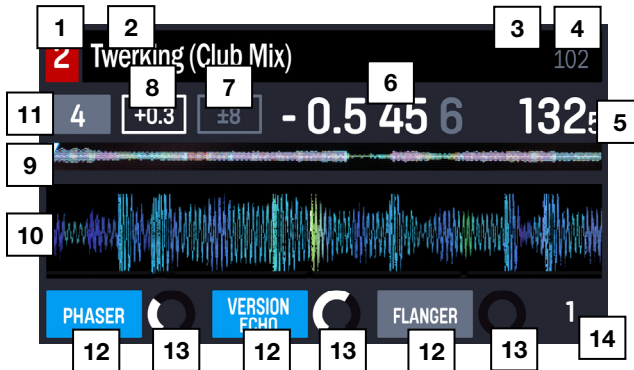 1 2 3 4
2 Twerking (Club Mix) 102
8 7 6
11 4 +0.3 ±8 - 0.5 45 6 132 5
9
10
PHASER VERSION ECHO FLANGER 1
12 13 12 13 12 13 14